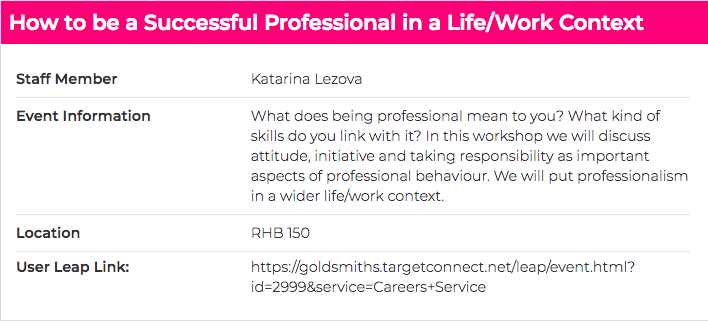 How to be a Successful Professional in a Life/Work Context
Staff Member Katarina Lezova
Event Information What does being professional mean to you? What kind of
skills do you link with it? In this workshop we will discuss
attitude, initiative and taking responsibility as important
aspects of professional behaviour. We will put professionalism
in a wider life/work context.
Location RHB 150
User Leap Link: https://goldsmiths.targetconnect.net/leap/event.html?
id=2999&service=Careers+Service